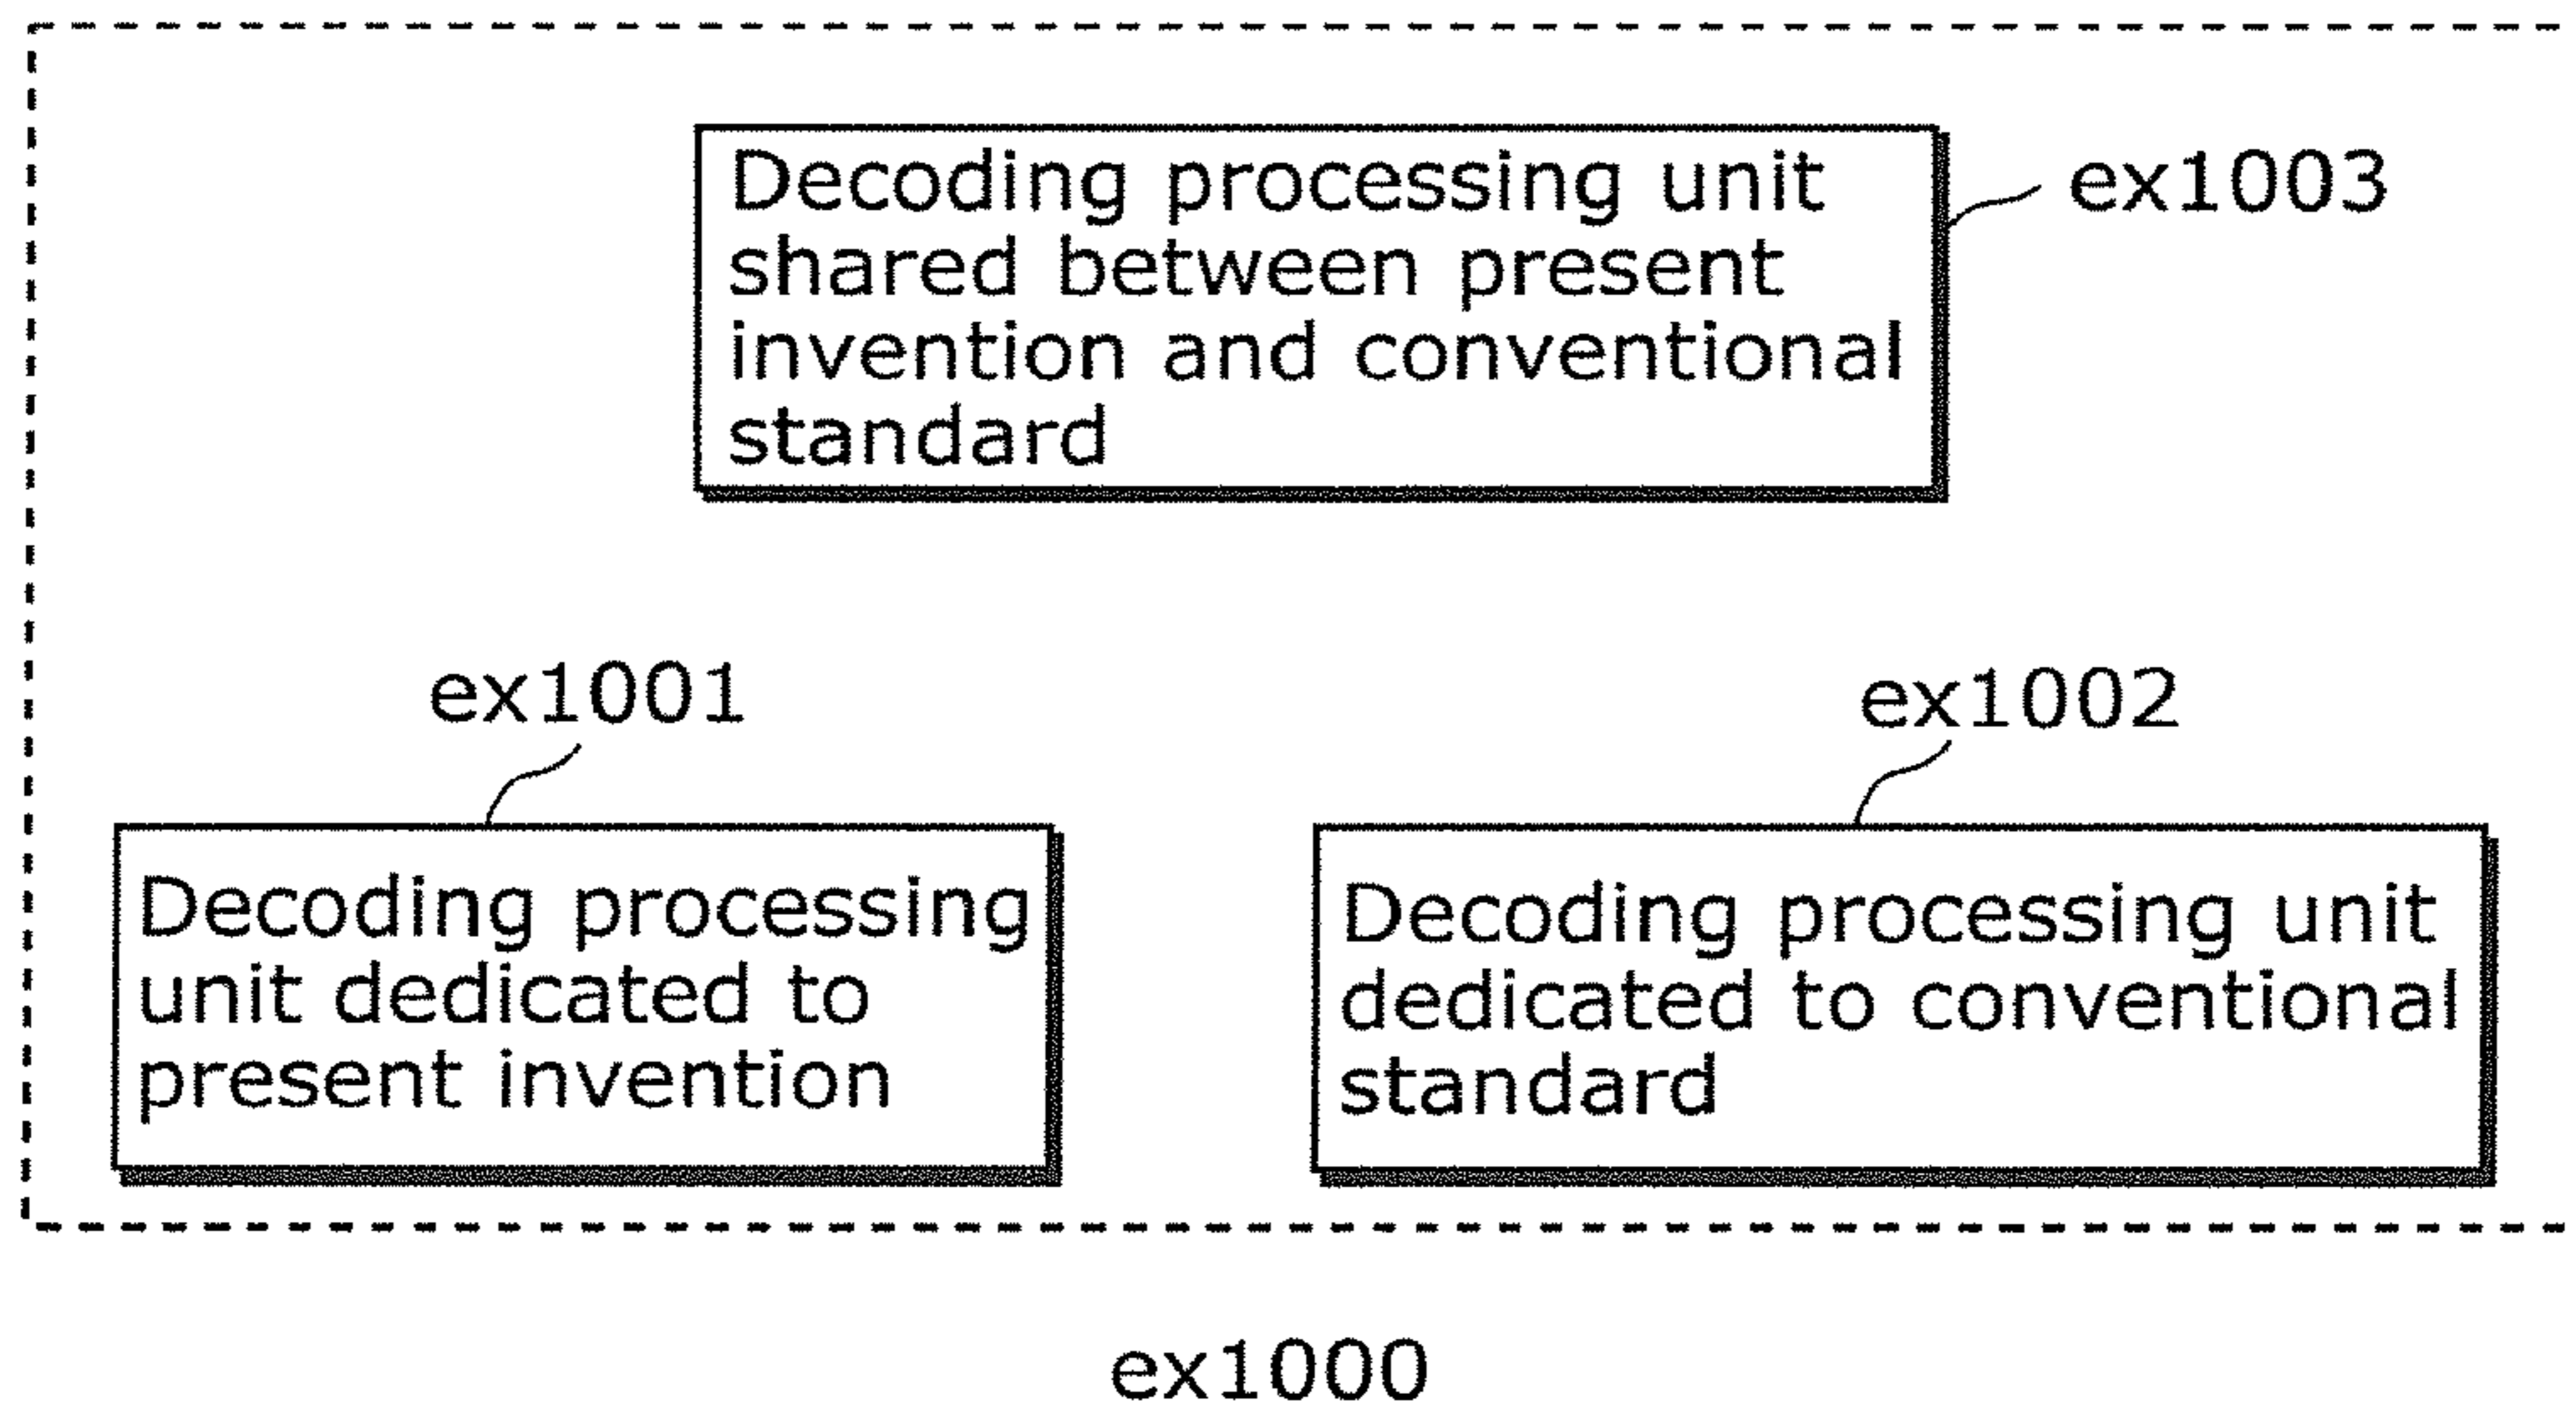 Decoding processing unit
shared between present
invention and conventional
standard
ex1003
ex1001
Decoding processing
unit dedicated to
present invention
ex1002
Decoding processing unit
dedicated to conventional
standard
ex1000